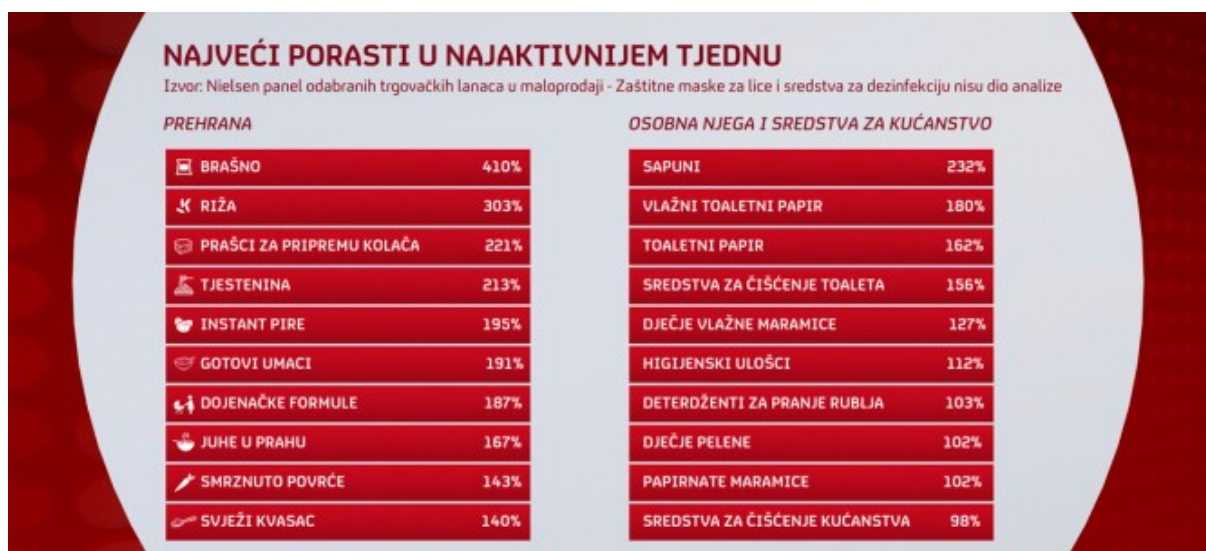 NAJVEĆI PORASTI U NAJAKTIVNIJEM TJEDNU
Izvor: Nielsen panel odabranih trgovačkih lanaca u maloprodaji - Zaštitne maske za lice i sredstva za dezinfekciju nisu dio analize
PREHRANA
BRAŠNO 410%
RIŽA 303%
PRAŠCI ZA PRIPREMU KOLAČA 221%
TJESTENINA 213%
INSTANT PIRE 195%
GOTOVI UMACI 191%
DOJENAČKE FORMULE 187%
JUHE U PRAHU 167%
SMRZNUTO POVRĆE 143%
SVJEŽI KVASAC 140%
OSOBNA NJEGA I SREDSTVA ZA KUĆANSTVO
SAPUNI 232%
VLAŽNI TOALETNI PAPIR 180%
TOALETNI PAPIR 162%
SREDSTVA ZA ČIŠĆENJE TOALETA 156%
DJEČJE VLAŽNE MARAMICE 127%
HIGIJENSKI ULOŠCI 112%
DETERDŽENTI ZA PRANJE RUBLJA 103%
DJEČJE PELENE 102%
PAPIRNATE MARAMICE 102%
SREDSTVA ZA ČIŠĆENJE KUĆANSTVA 98%